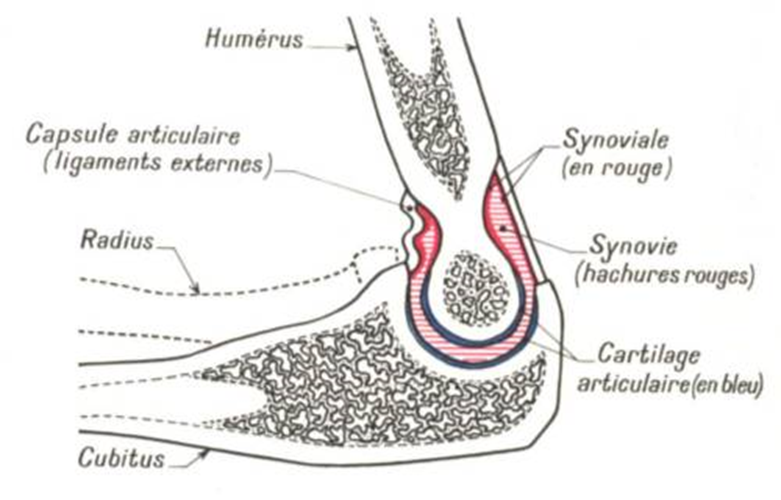 Humérus
Capsule articulaire
(ligaments externes)
Synoviale
(en rouge)
Radius
Synovie
(hachures rouges)
Cartilage
articulaire (en bleu)
Cubitus